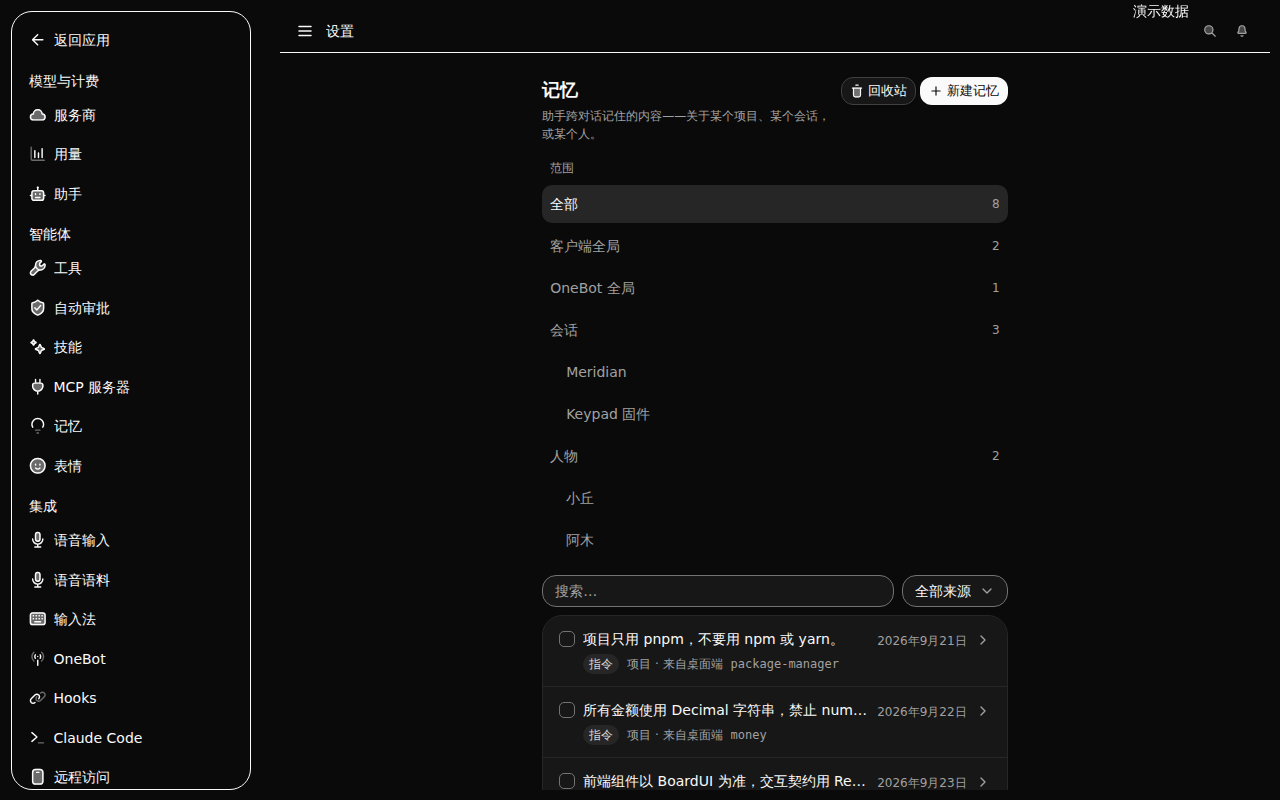 演示数据
返回应用
模型与计费
服务商
用量
助手
智能体
工具
自动审批
技能
MCP 服务器
记忆
表情
集成
语音输入
语音语料
输入法
OneBot
Hooks
Claude Code
远程访问
设置
记忆
回收站
新建记忆
助手跨对话记住的内容——关于某个项目、某个会话，
或某个人。
范围
全部 8
客户端全局 2
OneBot 全局 1
会话 3
Meridian
Keypad 固件
人物 2
小丘
阿木
搜索… 全部来源
项目只用 pnpm，不要用 npm 或 yarn。 2026年9月21日
指令 项目 · 来自桌面端 package-manager
所有金额使用 Decimal 字符串，禁止 num… 2026年9月22日
指令 项目 · 来自桌面端 money
前端组件以 BoardUI 为准，交互契约用 Re… 2026年9月23日